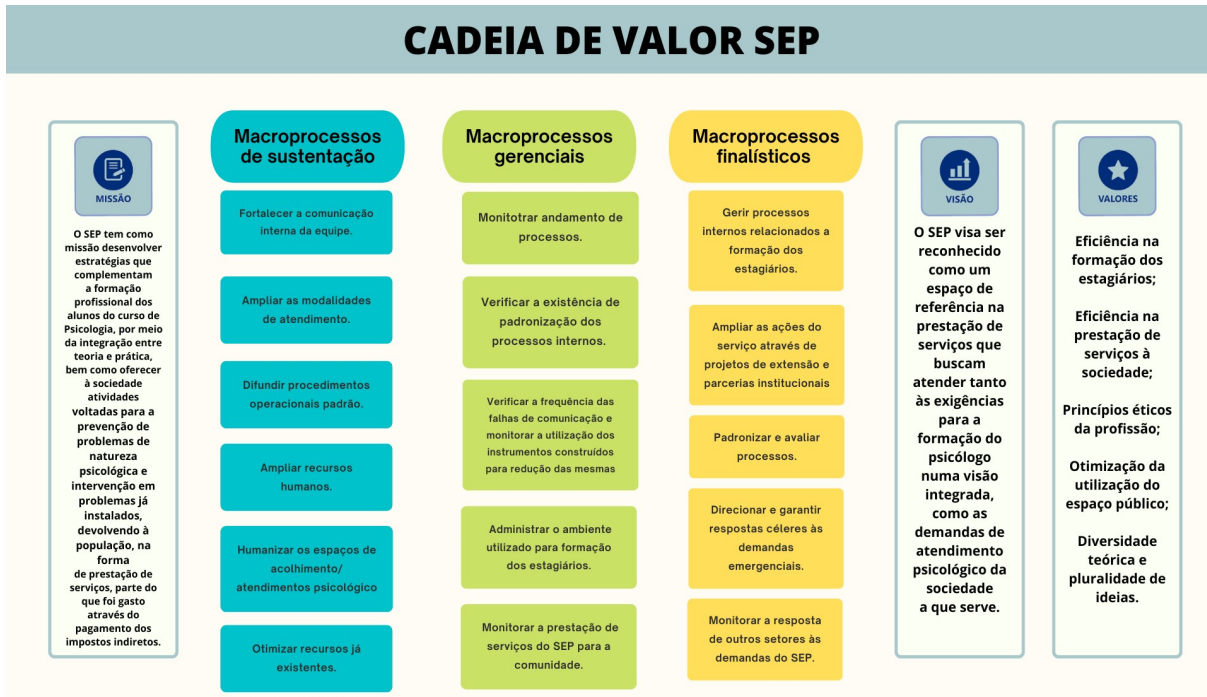 CADEIA DE VALOR SEP
MISSÃO
O SEP tem como
missão desenvolver
estratégias que
complementam
a formação
profissional dos
alunos do curso de
Psicologia, por meio
da integração entre
teoria e prática,
bem como oferecer
à sociedade
atividades
voltadas para a
prevenção de
problemas de
natureza
psicológica e
intervenção em
problemas já
instalados,
devolvendo à
população, na
forma
de prestação de
serviços, parte do
que foi gasto
através do
pagamento dos
impostos indiretos.
Macroprocessos
de sustentação
Fortalecer a comunicação
interna da equipe.
Ampliar as modalidades
de atendimento.
Difundir procedimentos
operacionais padrão.
Ampliar recursos
humanos.
Humanizar os espaços de
acolhimento/
atendimentos psicológico
Otimizar recursos já
existentes.
Macroprocessos
gerenciais
Monitotrar andamento de
processos.
Verificar a existência de
padronização dos
processos internos.
Verificar a frequência das
falhas de comunicação e
monitorar a utilização dos
instrumentos construídos
para redução das mesmas
Administrar o ambiente
utilizado para formação
dos estagiários.
Monitorar a prestação de
serviços do SEP para a
comunidade.
Macroprocessos
finalísticos
Gerir processos
internos relacionados a
formação dos
estagiários.
Ampliar as ações do
serviço através de
projetos de extensão e
parcerias institucionais
Padronizar e avaliar
processos.
Direcionar e garantir
respostas céleres às
demandas
emergenciais.
Monitorar a resposta
de outros setores às
demandas do SEP.
VISÃO
O SEP visa ser
reconhecido
como um
espaço de
referência na
prestação de
serviços que
buscam
atender tanto
às exigências
para a
formação do
psicólogo
numa visão
integrada,
como as
demandas de
atendimento
psicológico da
sociedade
a que serve.
VALORES
Eficiência na
formação dos
estagiários;
Eficiência na
prestação de
serviços à
sociedade;
Princípios éticos
da profissão;
Otimização da
utilização do
espaço público;
Diversidade
teórica e
pluralidade de
ideias.